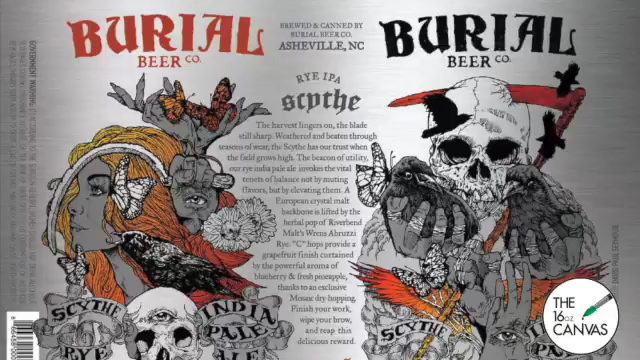 BURIAL
BEER CO.
BREWED & CANNED BY
BURIAL BEER CO.
ASHEVILLE, NC
BURIAL
BEER CO.
RYE IPA
scythe
The harvest lingers on, the blade
still sharp. Weathered and beaten through
seasons of wear, the Scythe has our trust when
the field grows high. The beacon of utility,
our rye india pale ale invokes the vital
tenets of balance not by muting
flavors, but by elevating them. A
European crystal malt
backbone is lifted by the
herbal pop of Riverbend
Malt's Wrens Abruzzi
Rye. "C" hops provide a
grapefruit finish curtained
by the powerful aroma of
blueberry & fresh pineapple,
thanks to an exclusive
Mosaic dry-hopping.
Finish your work,
wipe your brow,
and reap this
delicious reward.
GOVERNMENT WARNING:
SCYTHE
RYE
INDIA
PALE
ALE
SCYTHE
THE
16oz.
CANVAS